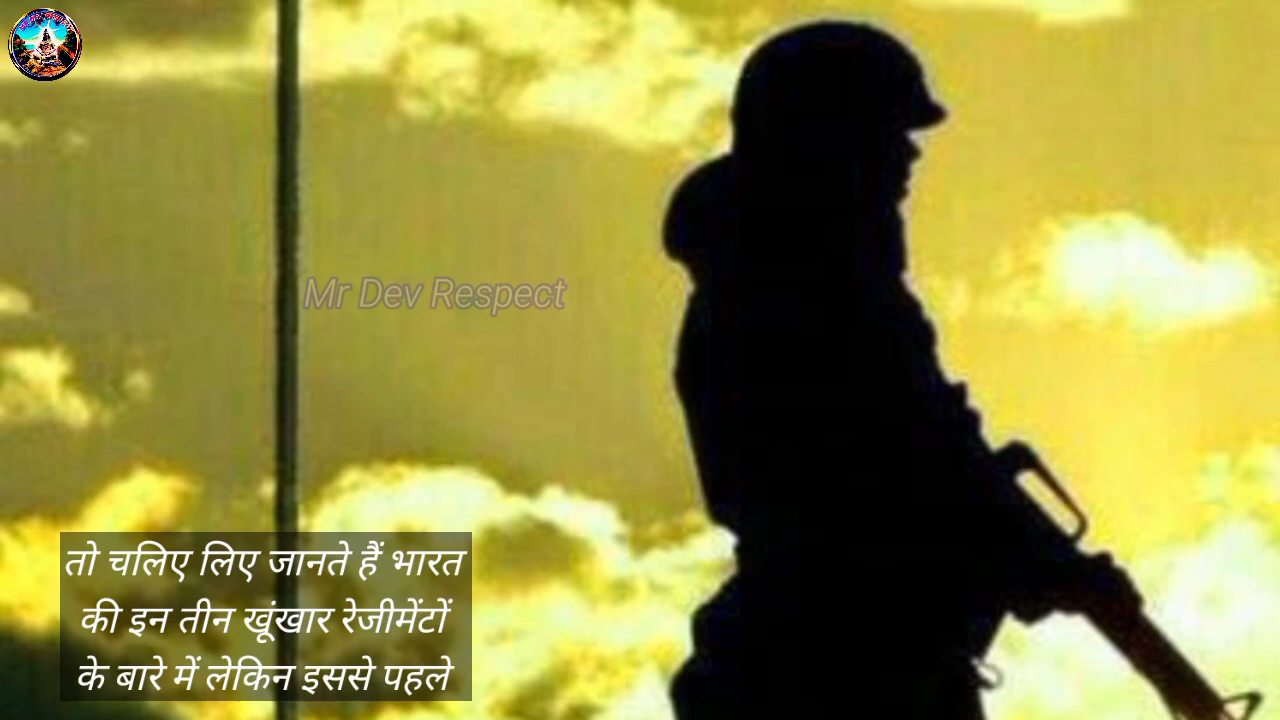 Mr Dev Respect
तो चलिए लिए जानते हैं भारत
की इन तीन खूंखार रेजीमेंटों
के बारे में लेकिन इससे पहले